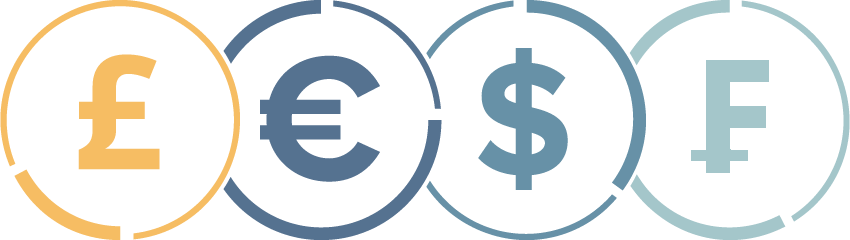 £ € $ ₣